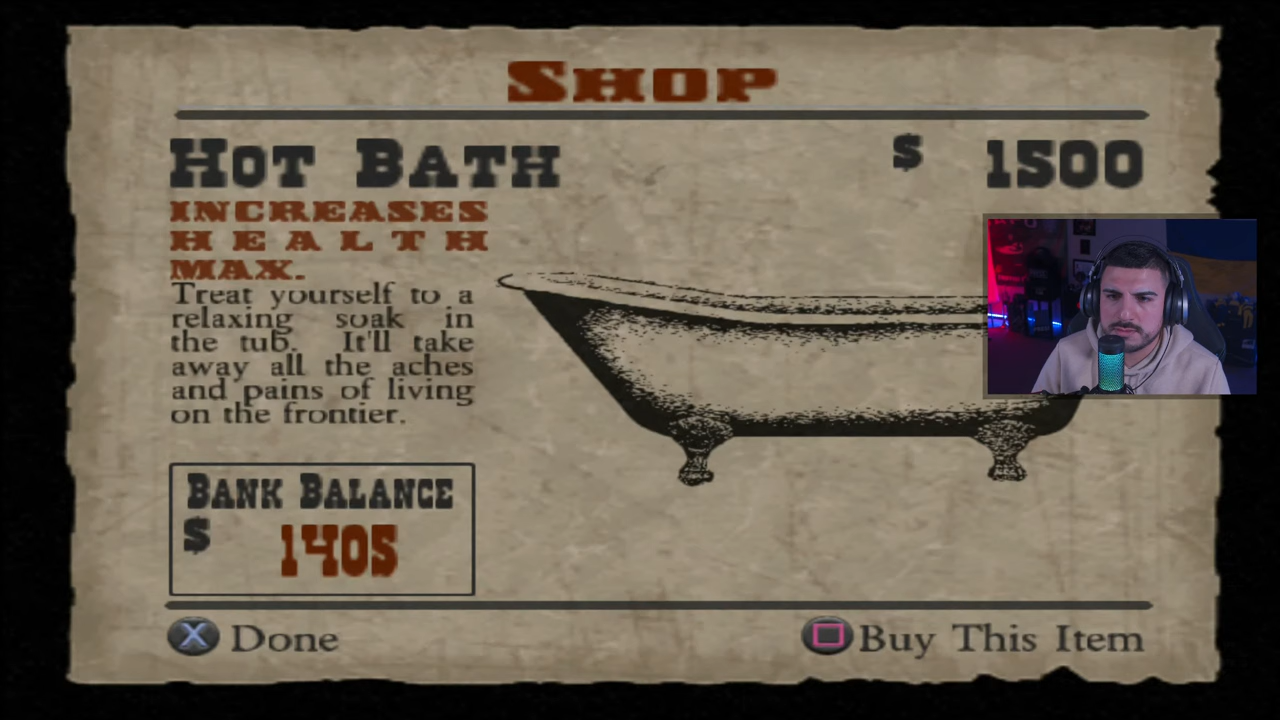 SHOP
HOT BATH $ 1500
INCREASES
HEALTH
MAX.
Treat yourself to a
relaxing soak in
the tub. It'll take
away all the aches
and pains of living
on the frontier.
BANK BALANCE
$ 1405
X Done Buy This Item